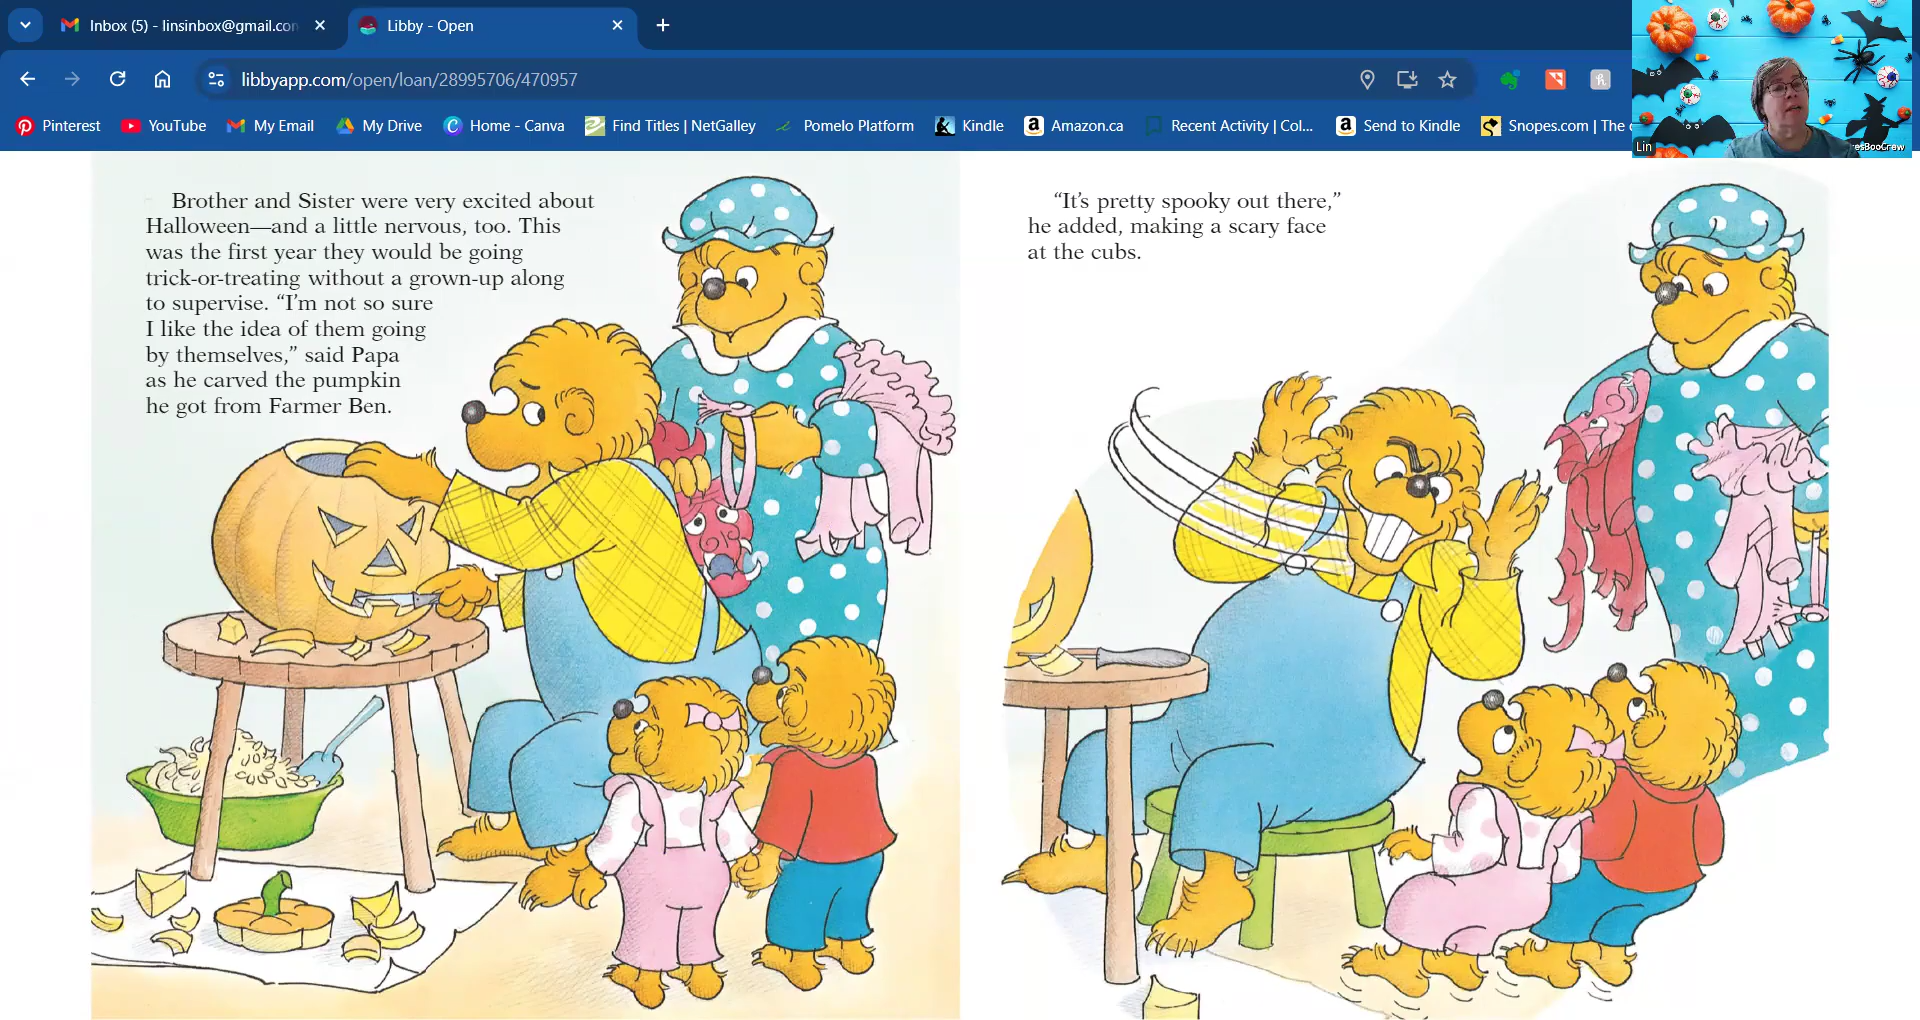 Inbox (5) - linsinbox@gmail.con
Libby - Open
libbyapp.com/open/loan/28995706/470957
Pinterest
YouTube
My Email
My Drive
Home - Canva
Find Titles | NetGalley
Pomelo Platform
Kindle
Amazon.ca
Recent Activity | Col...
Send to Kindle
Snopes.com | The
Lin
esBooCrew
Brother and Sister were very excited about
Halloween—and a little nervous, too. This
was the first year they would be going
trick-or-treating without a grown-up along
to supervise. “I’m not so sure
I like the idea of them going
by themselves,” said Papa
as he carved the pumpkin
he got from Farmer Ben.
“It’s pretty spooky out there,”
he added, making a scary face
at the cubs.